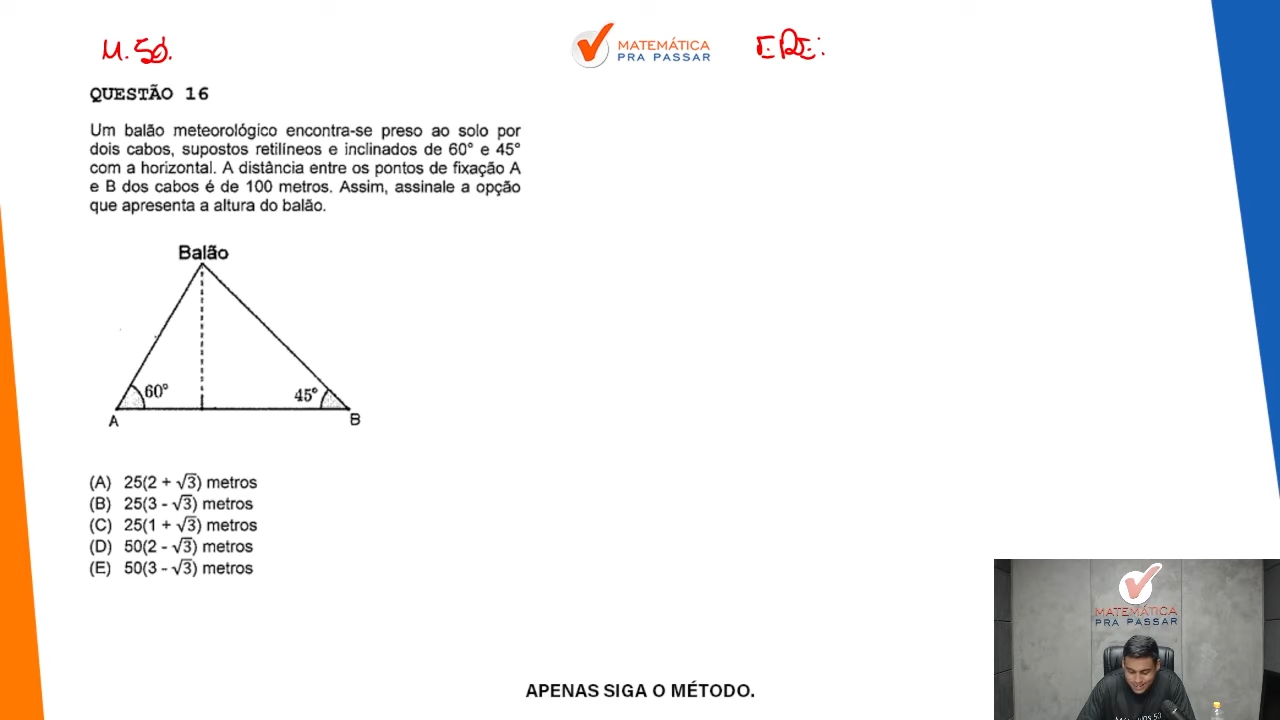 M. 50.
MATEMÁTICA
PRA PASSAR
ERE:
QUESTÃO 16
Um balão meteorológico encontra-se preso ao solo por
dois cabos, supostos retilíneos e inclinados de 60° e 45°
com a horizontal. A distância entre os pontos de fixação A
e B dos cabos é de 100 metros. Assim, assinale a opção
que apresenta a altura do balão.
Balão
60°
45°
A
B
(A) 25(2 + √3) metros
(B) 25(3 - √3) metros
(C) 25(1 + √3) metros
(D) 50(2 - √3) metros
(E) 50(3 - √3) metros
MATEMÁTICA
PRA PASSAR
APENAS SIGA O MÉTODO.